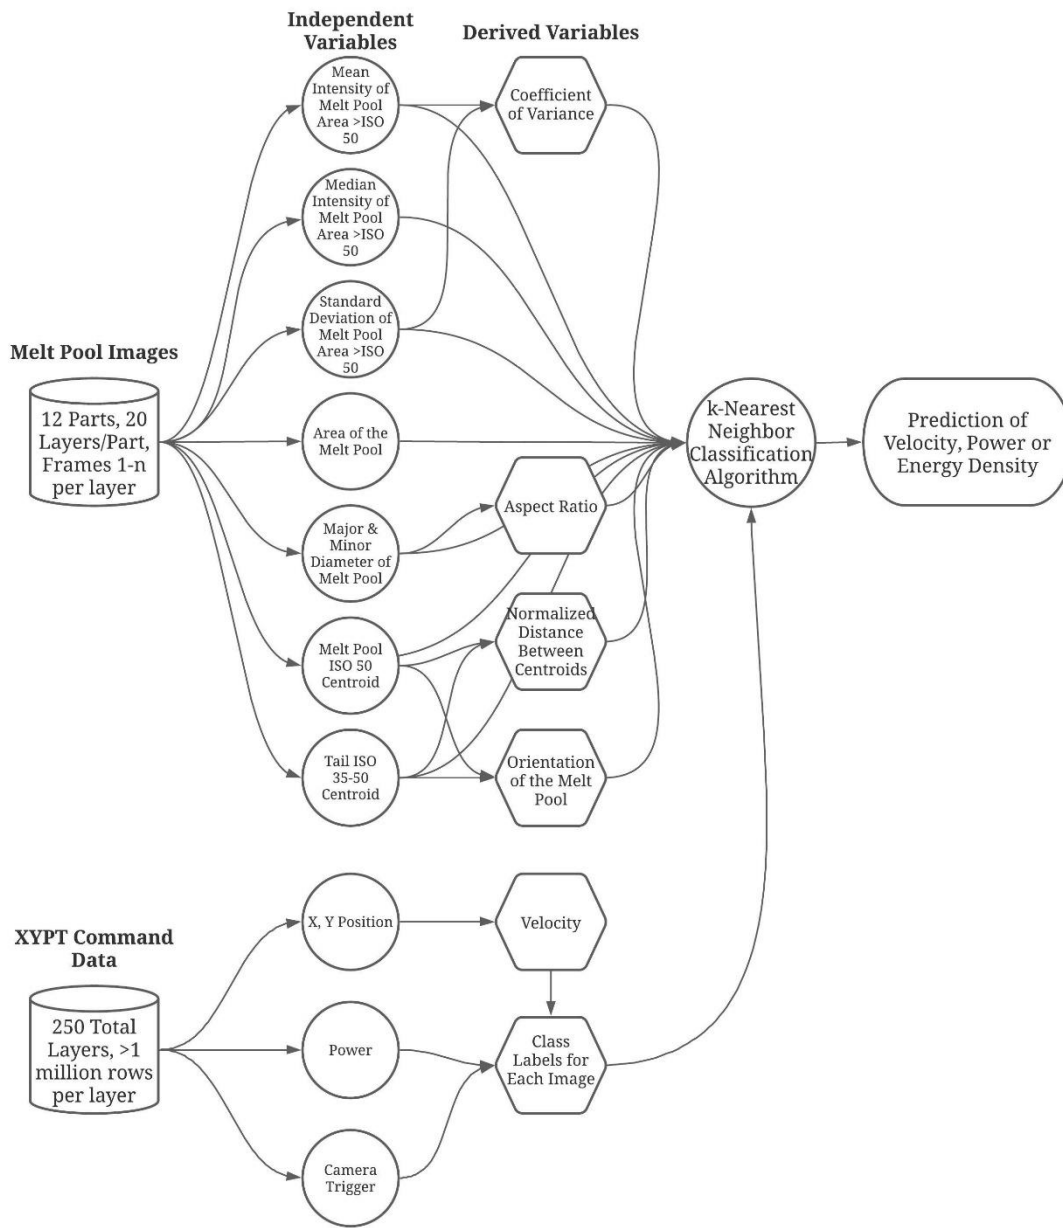 Independent
Variables
Derived Variables
Mean
Intensity of
Melt Pool
Area >ISO
50
Coefficient
of Variance
Median
Intensity of
Melt Pool
Area >ISO
50
Standard
Deviation of
Melt Pool
Area >ISO
50
Melt Pool Images
12 Parts, 20
Layers/Part,
Frames 1-n
per layer
Area of the
Melt Pool
k-Nearest
Neighbor
Classification
Algorithm
Prediction of
Velocity, Power or
Energy Density
Major &
Minor
Diameter of
Melt Pool
Aspect Ratio
Melt Pool
ISO 50
Centroid
Normalized
Distance
Between
Centroids
Tail ISO
35-50
Centroid
Orientation
of the Melt
Pool
XYPT Command
Data
250 Total
Layers, >1
million rows
per layer
X, Y Position
Velocity
Power
Class
Labels for
Each Image
Camera
Trigger